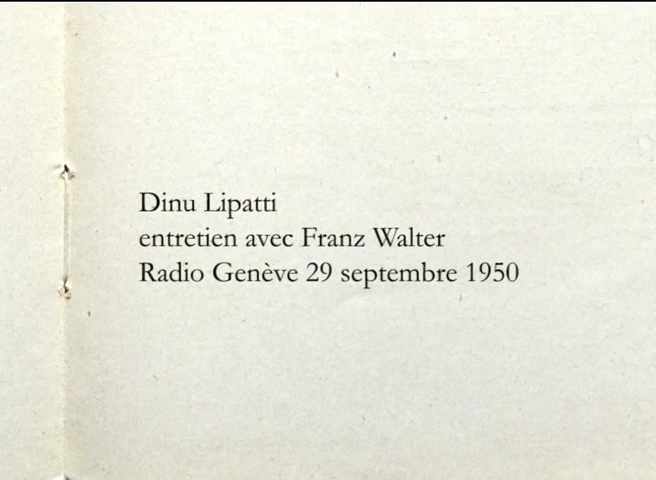 Dinu Lipatti
entretien avec Franz Walter
Radio Genève 29 septembre 1950